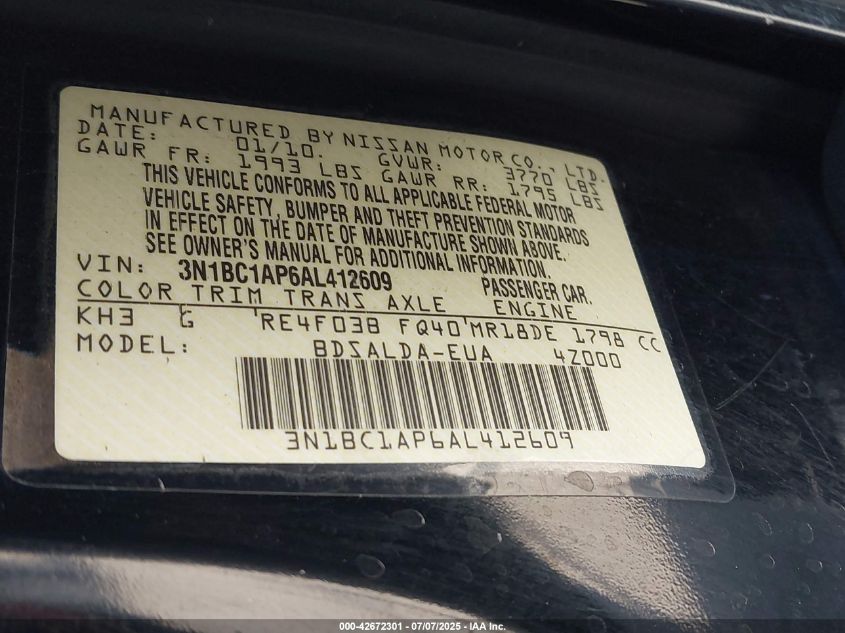 MANUFACTURED BY NISSAN MOTOR CO., LTD.
DATE: 01/10. GVWR: 3770 LBS
GAWR FR: 1993 LBS GAWR RR: 1795 LBS
THIS VEHICLE CONFORMS TO ALL APPLICABLE FEDERAL MOTOR
VEHICLE SAFETY, BUMPER AND THEFT PREVENTION STANDARDS
IN EFFECT ON THE DATE OF MANUFACTURE SHOWN ABOVE.
SEE OWNER'S MANUAL FOR ADDITIONAL INFORMATION.
VIN: 3N1BC1AP6AL412609 PASSENGER CAR.
COLOR TRIM TRANS AXLE ENGINE
KH3 G RE4F03B FQ40 MR18DE 1798 CC
MODEL: BDSALDA-EUA 4Z000
3N1BC1AP6AL412609
000-42672301 - 07/07/2025 - IAA Inc.